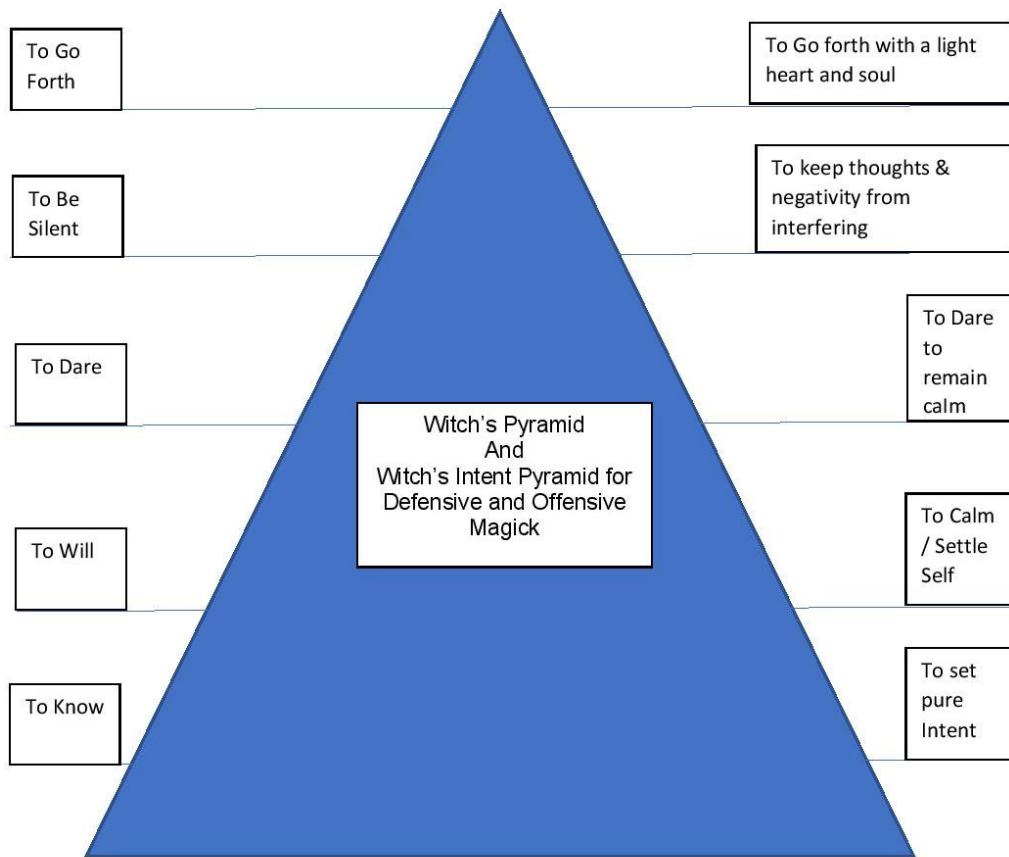 To Go
Forth
To Go forth with a light
heart and soul
To Be
Silent
To keep thoughts &
negativity from
interfering
To Dare
To Dare
to
remain
calm
Witch's Pyramid
And
Witch's Intent Pyramid for
Defensive and Offensive
Magick
To Will
To Calm
/ Settle
Self
To Know
To set
pure
Intent